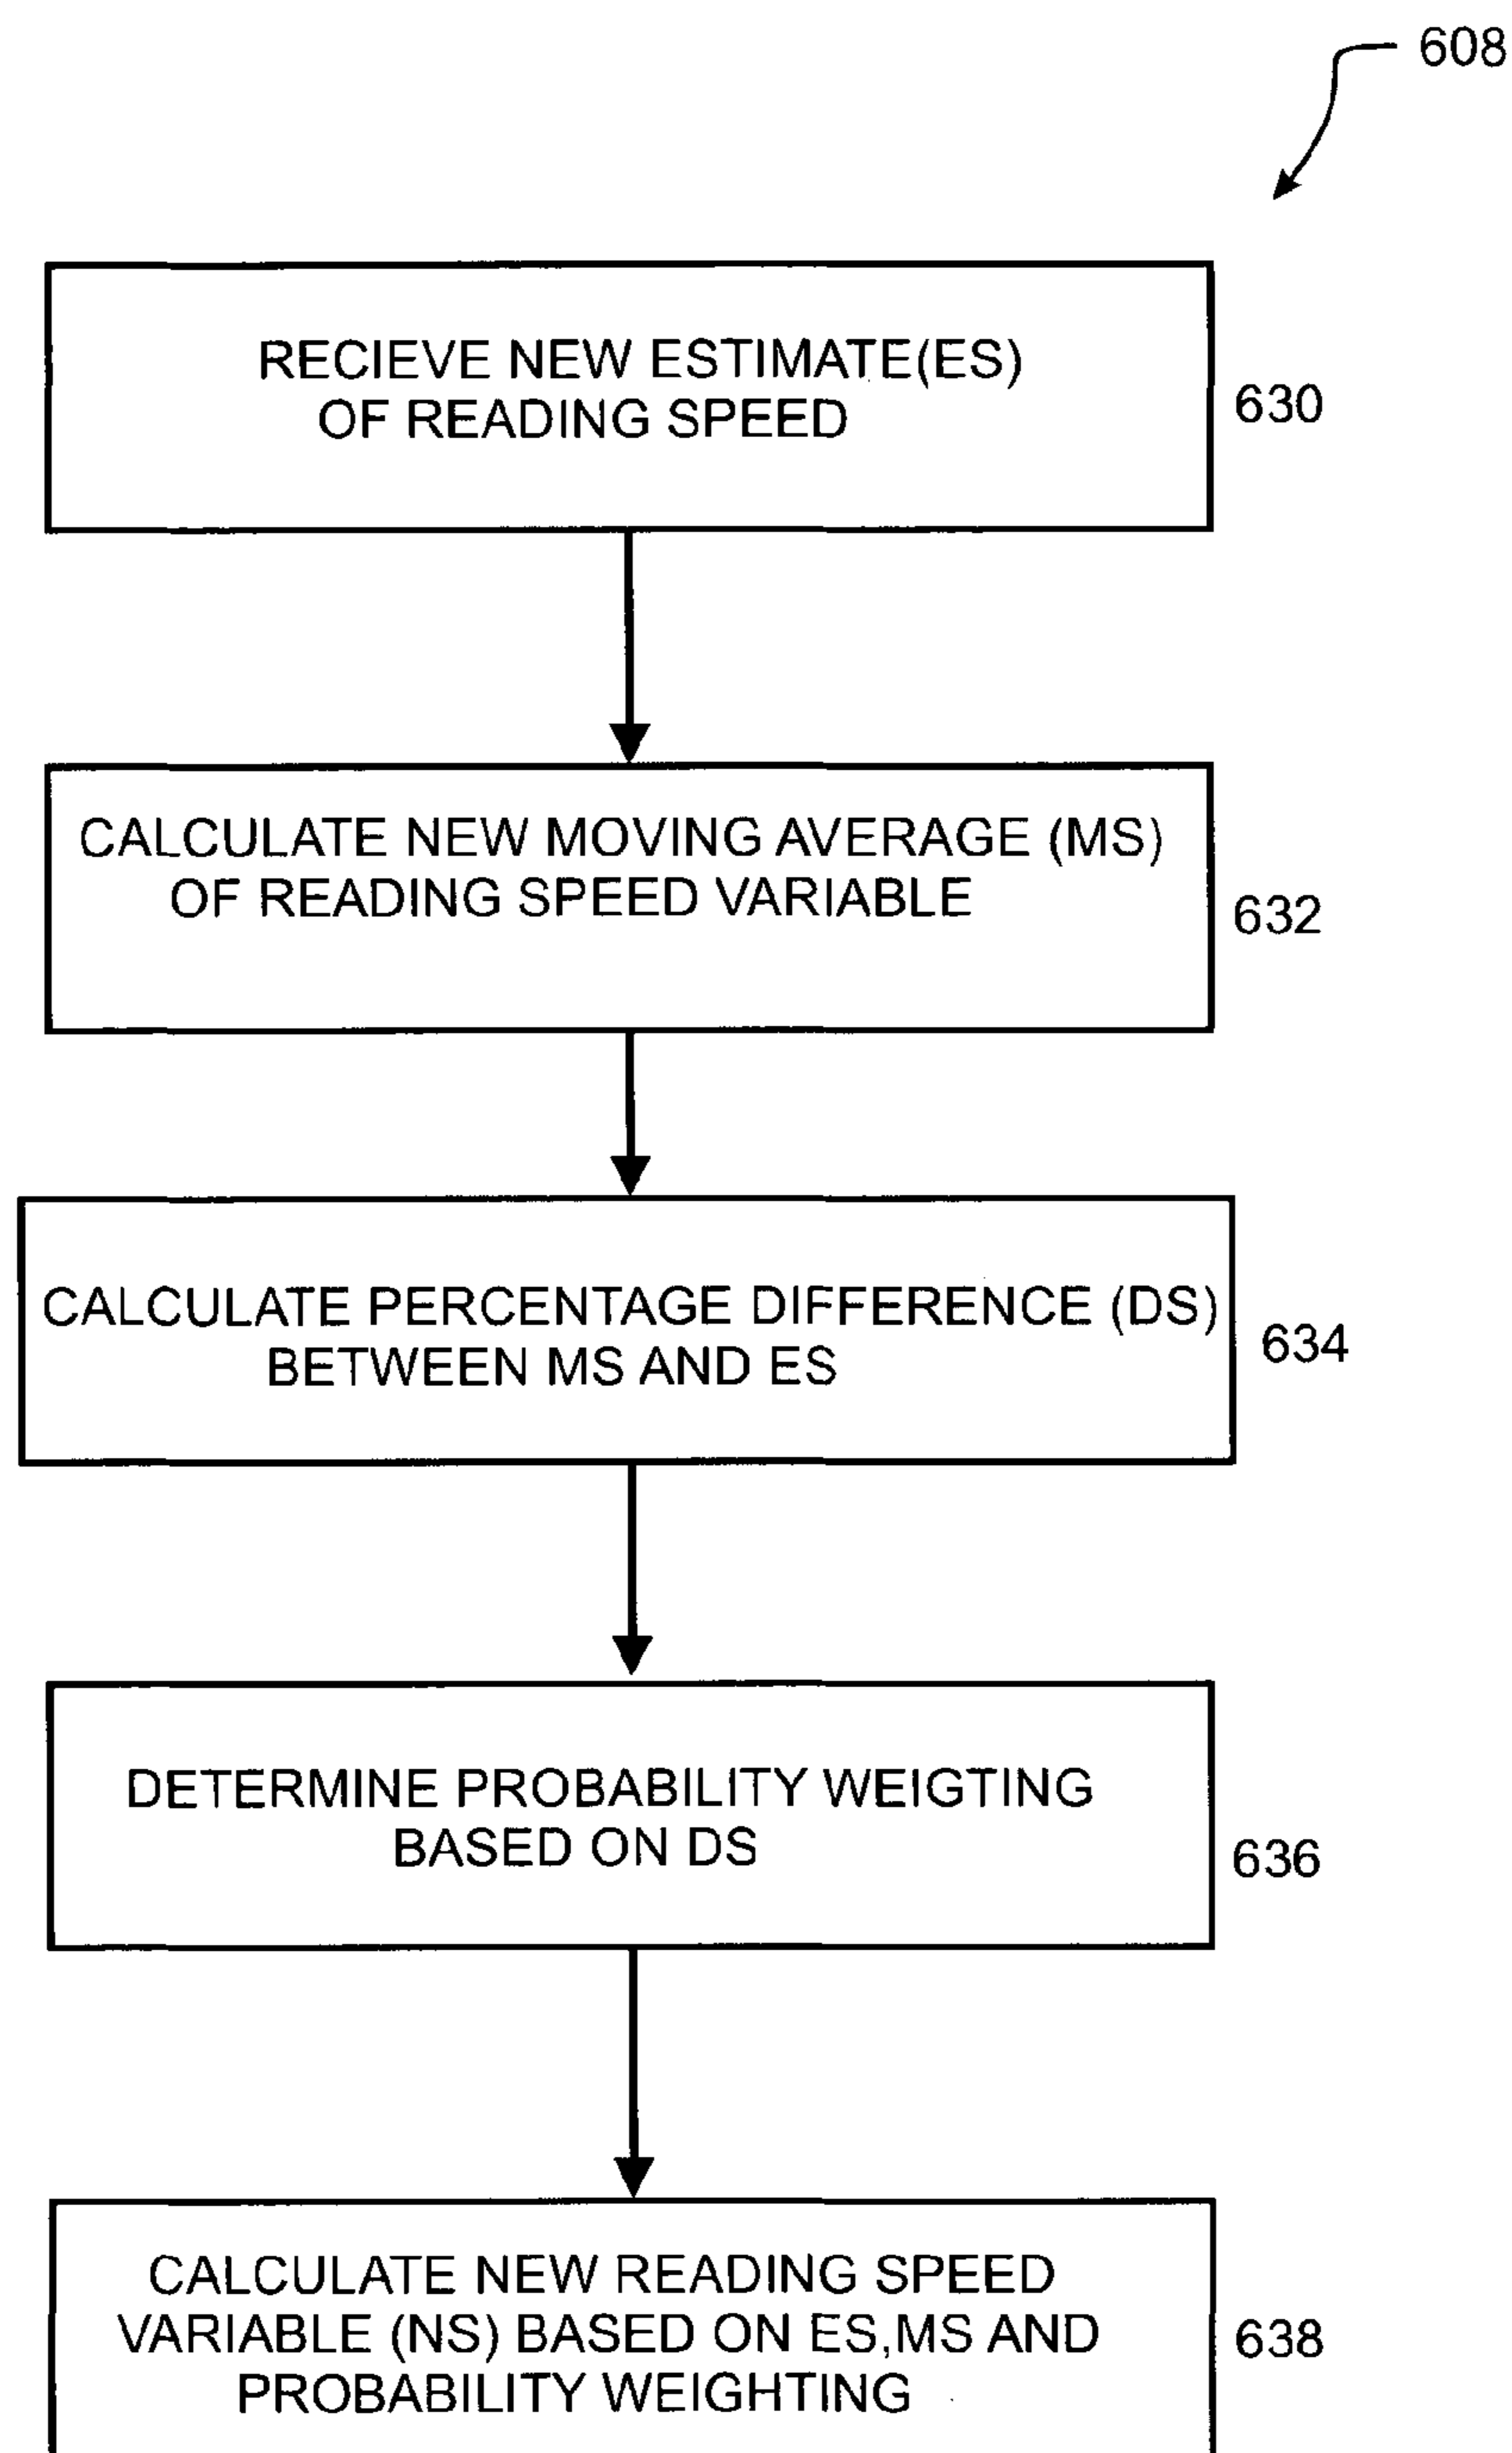 608
RECIEVE NEW ESTIMATE(ES)
OF READING SPEED
630
CALCULATE NEW MOVING AVERAGE (MS)
OF READING SPEED VARIABLE
632
CALCULATE PERCENTAGE DIFFERENCE (DS)
BETWEEN MS AND ES
634
DETERMINE PROBABILITY WEIGTING
BASED ON DS
636
CALCULATE NEW READING SPEED
VARIABLE (NS) BASED ON ES,MS AND
PROBABILITY WEIGHTING
638